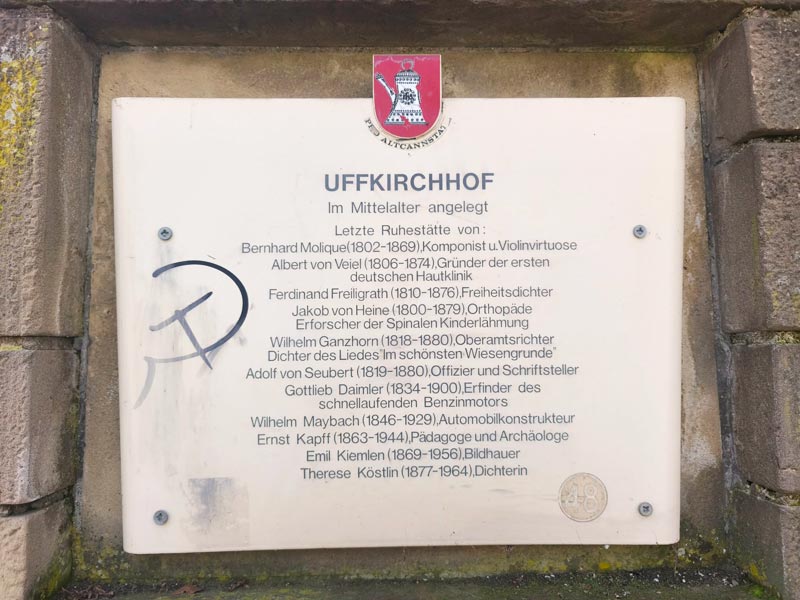 PRO ALTCANNSTATT
UFFKIRCHHOF
Im Mittelalter angelegt
Letzte Ruhestätte von:
Bernhard Molique(1802-1869),Komponist u.Violinvirtuose
Albert von Veiel (1806-1874),Gründer der ersten
deutschen Hautklinik
Ferdinand Freiligrath (1810-1876),Freiheitsdichter
Jakob von Heine (1800-1879),Orthopäde
Erforscher der Spinalen Kinderlähmung
Wilhelm Ganzhorn (1818-1880),Oberamtsrichter
Dichter des Liedes"Im schönsten Wiesengrunde"
Adolf von Seubert (1819-1880),Offizier und Schriftsteller
Gottlieb Daimler (1834-1900),Erfinder des
schnellaufenden Benzinmotors
Wilhelm Maybach (1846-1929),Automobilkonstrukteur
Ernst Kapff (1863-1944),Pädagoge und Archäologe
Emil Kiemlen (1869-1956),Bildhauer
Therese Köstlin (1877-1964),Dichterin
48